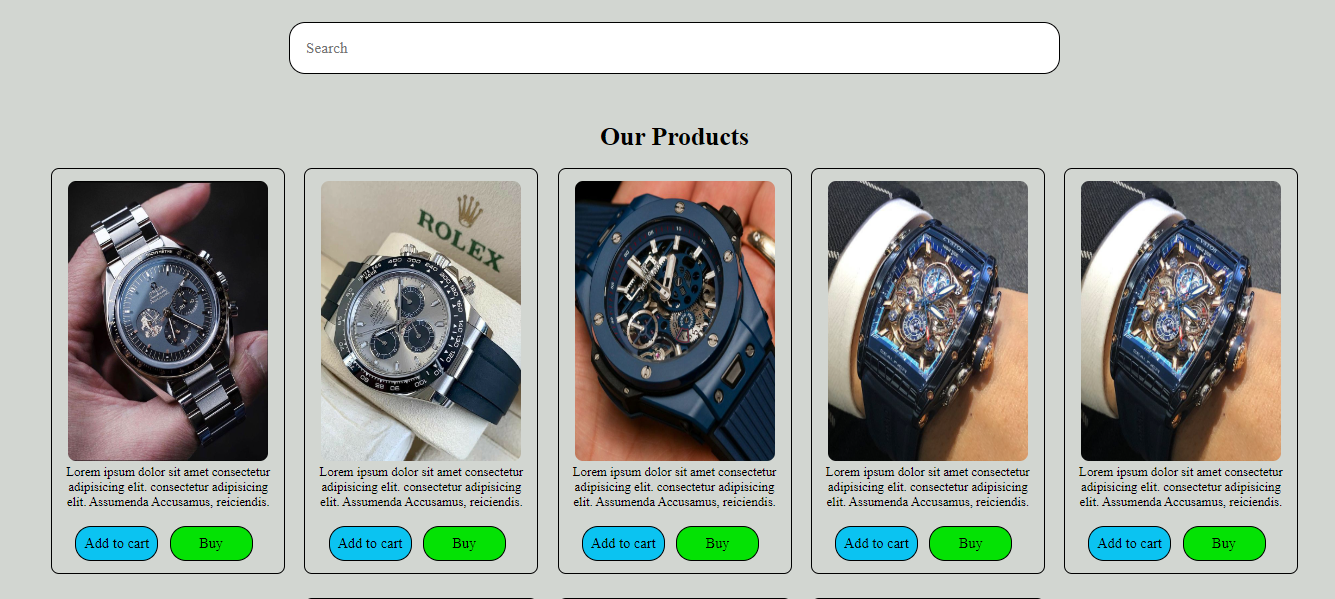 Search
Our Products
ROLEX
Lorem ipsum dolor sit amet consectetur
adipisicing elit. consectetur adipisicing
elit. Assumenda Accusamus, reiciendis.
Add to cart
Buy
Lorem ipsum dolor sit amet consectetur
adipisicing elit. consectetur adipisicing
elit. Assumenda Accusamus, reiciendis.
Add to cart
Buy
Lorem ipsum dolor sit amet consectetur
adipisicing elit. consectetur adipisicing
elit. Assumenda Accusamus, reiciendis.
Add to cart
Buy
Lorem ipsum dolor sit amet consectetur
adipisicing elit. consectetur adipisicing
elit. Assumenda Accusamus, reiciendis.
Add to cart
Buy
Lorem ipsum dolor sit amet consectetur
adipisicing elit. consectetur adipisicing
elit. Assumenda Accusamus, reiciendis.
Add to cart
Buy